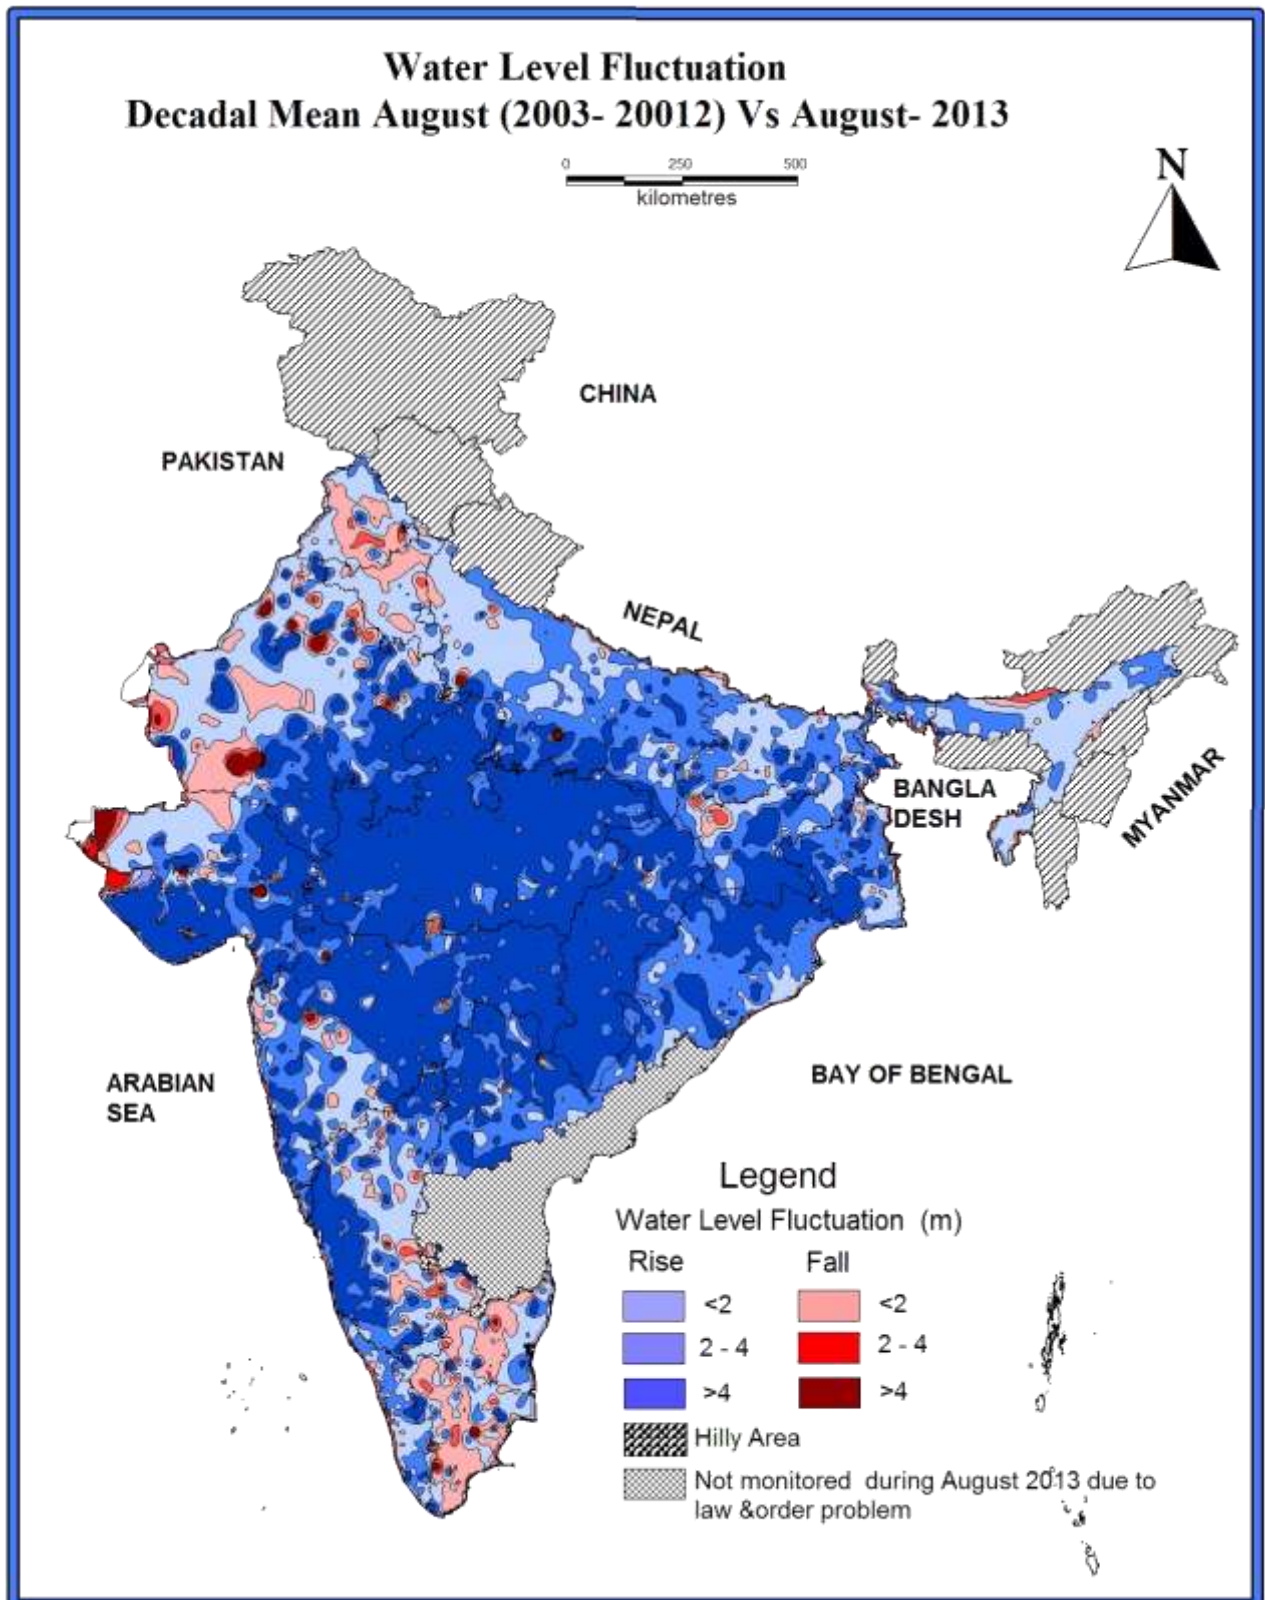 Water Level Fluctuation
Decadal Mean August (2003- 20012) Vs August- 2013
0 250 500
kilometres
N
CHINA
PAKISTAN
NEPAL
BANGLA
DESH
MYANMAR
ARABIAN
SEA
BAY OF BENGAL
Legend
Water Level Fluctuation (m)
Rise Fall
<2 <2
2 - 4 2 - 4
>4 >4
Hilly Area
Not monitored during August 2013 due to
law &order problem